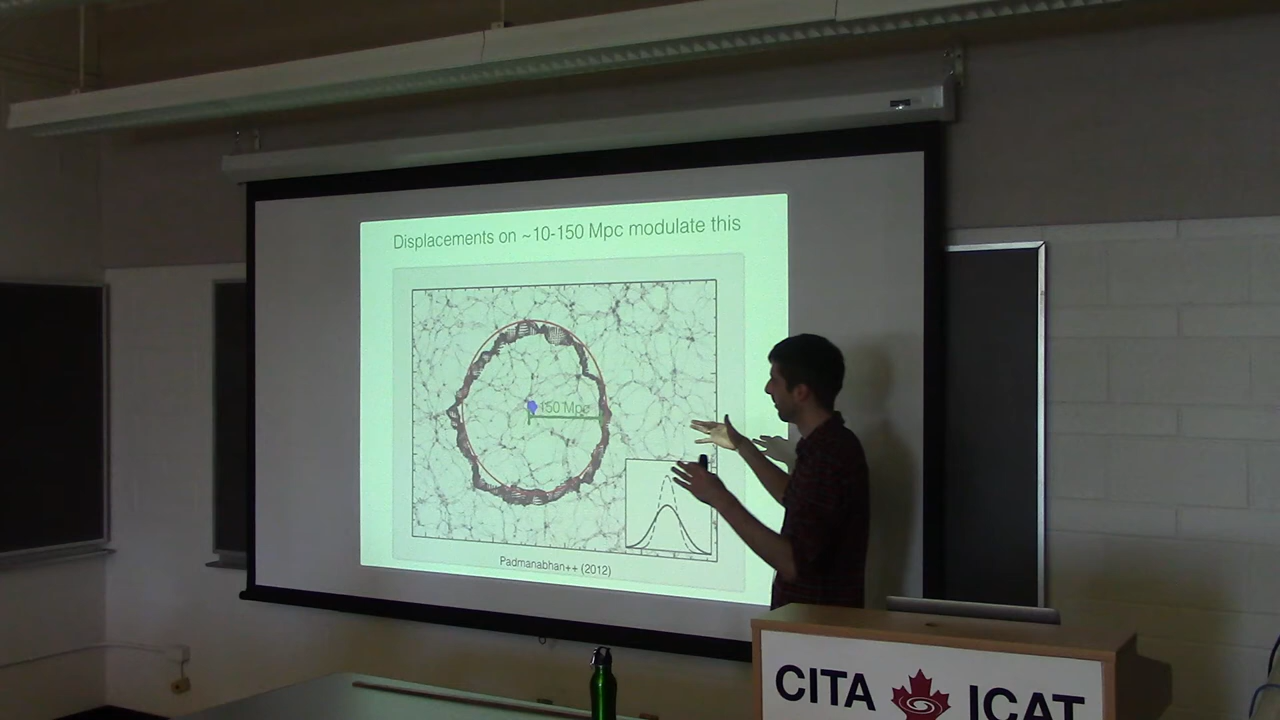 Displacements on ~10-150 Mpc modulate this
150 Mpc
Padmanabhan++ (2012)
CITA ICAT